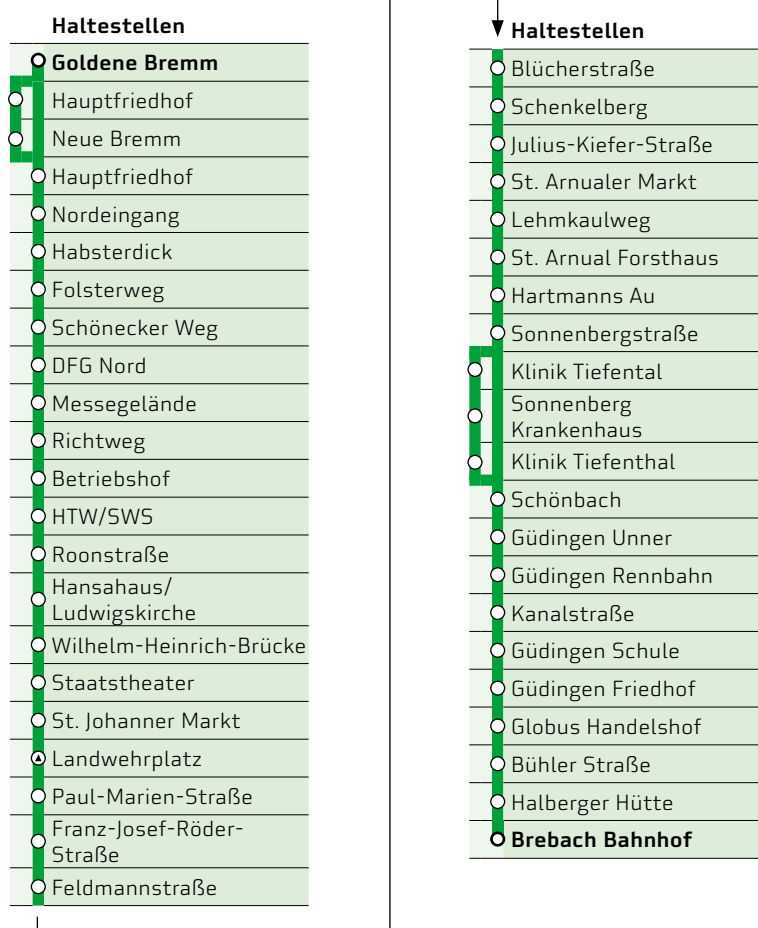 Haltestellen
Goldene Bremm
Hauptfriedhof
Neue Bremm
Hauptfriedhof
Nordeingang
Habsterdick
Folsterweg
Schönecker Weg
DFG Nord
Messegelände
Richtweg
Betriebshof
HTW/SWS
Roonstraße
Hansahaus/
Ludwigskirche
Wilhelm-Heinrich-Brücke
Staatstheater
St. Johanner Markt
Landwehrplatz
Paul-Marien-Straße
Franz-Josef-Röder-
Straße
Feldmannstraße
Haltestellen
Blücherstraße
Schenkelberg
Julius-Kiefer-Straße
St. Arnualer Markt
Lehmkaulweg
St. Arnual Forsthaus
Hartmanns Au
Sonnenbergstraße
Klinik Tiefental
Sonnenberg
Krankenhaus
Klinik Tiefenthal
Schönbach
Güdingen Unner
Güdingen Rennbahn
Kanalstraße
Güdingen Schule
Güdingen Friedhof
Globus Handelshof
Bühler Straße
Halberger Hütte
Brebach Bahnhof